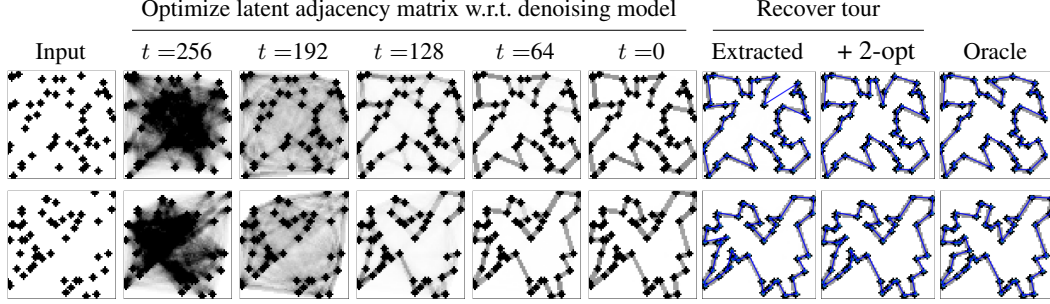 Optimize latent adjacency matrix w.r.t. denoising model Recover tour
Input t =256 t =192 t =128 t =64 t =0 Extracted + 2-opt Oracle